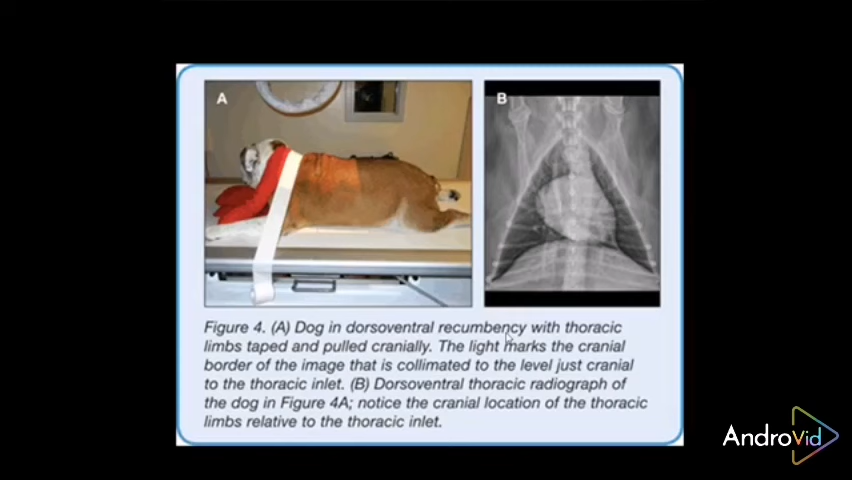 A
B
Figure 4. (A) Dog in dorsoventral recumbency with thoracic
limbs taped and pulled cranially. The light marks the cranial
border of the image that is collimated to the level just cranial
to the thoracic inlet. (B) Dorsoventral thoracic radiograph of
the dog in Figure 4A; notice the cranial location of the thoracic
limbs relative to the thoracic inlet.
AndroVid